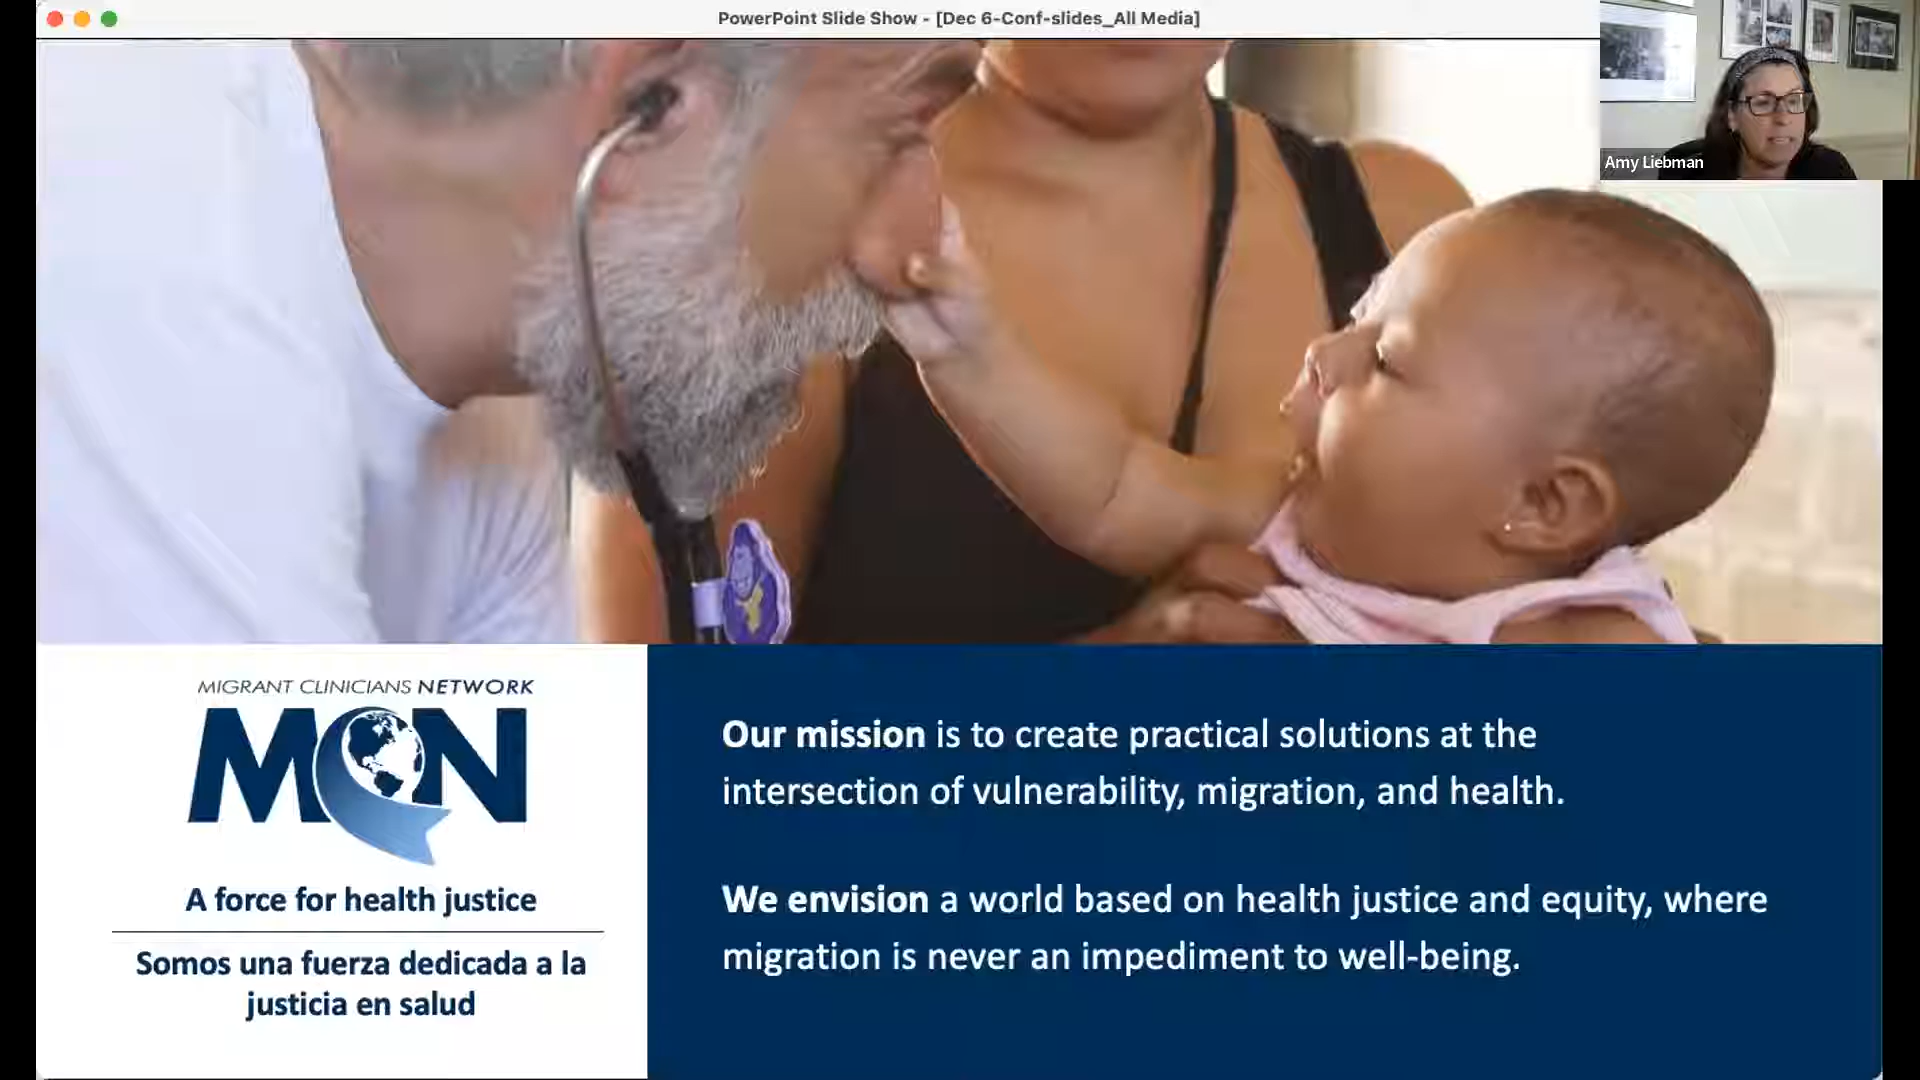 PowerPoint Slide Show - [Dec 6-Conf-slides_All Media]
Amy Liebman
MIGRANT CLINICIANS NETWORK
MCN
A force for health justice
Somos una fuerza dedicada a la
justicia en salud
Our mission is to create practical solutions at the
intersection of vulnerability, migration, and health.
We envision a world based on health justice and equity, where
migration is never an impediment to well-being.